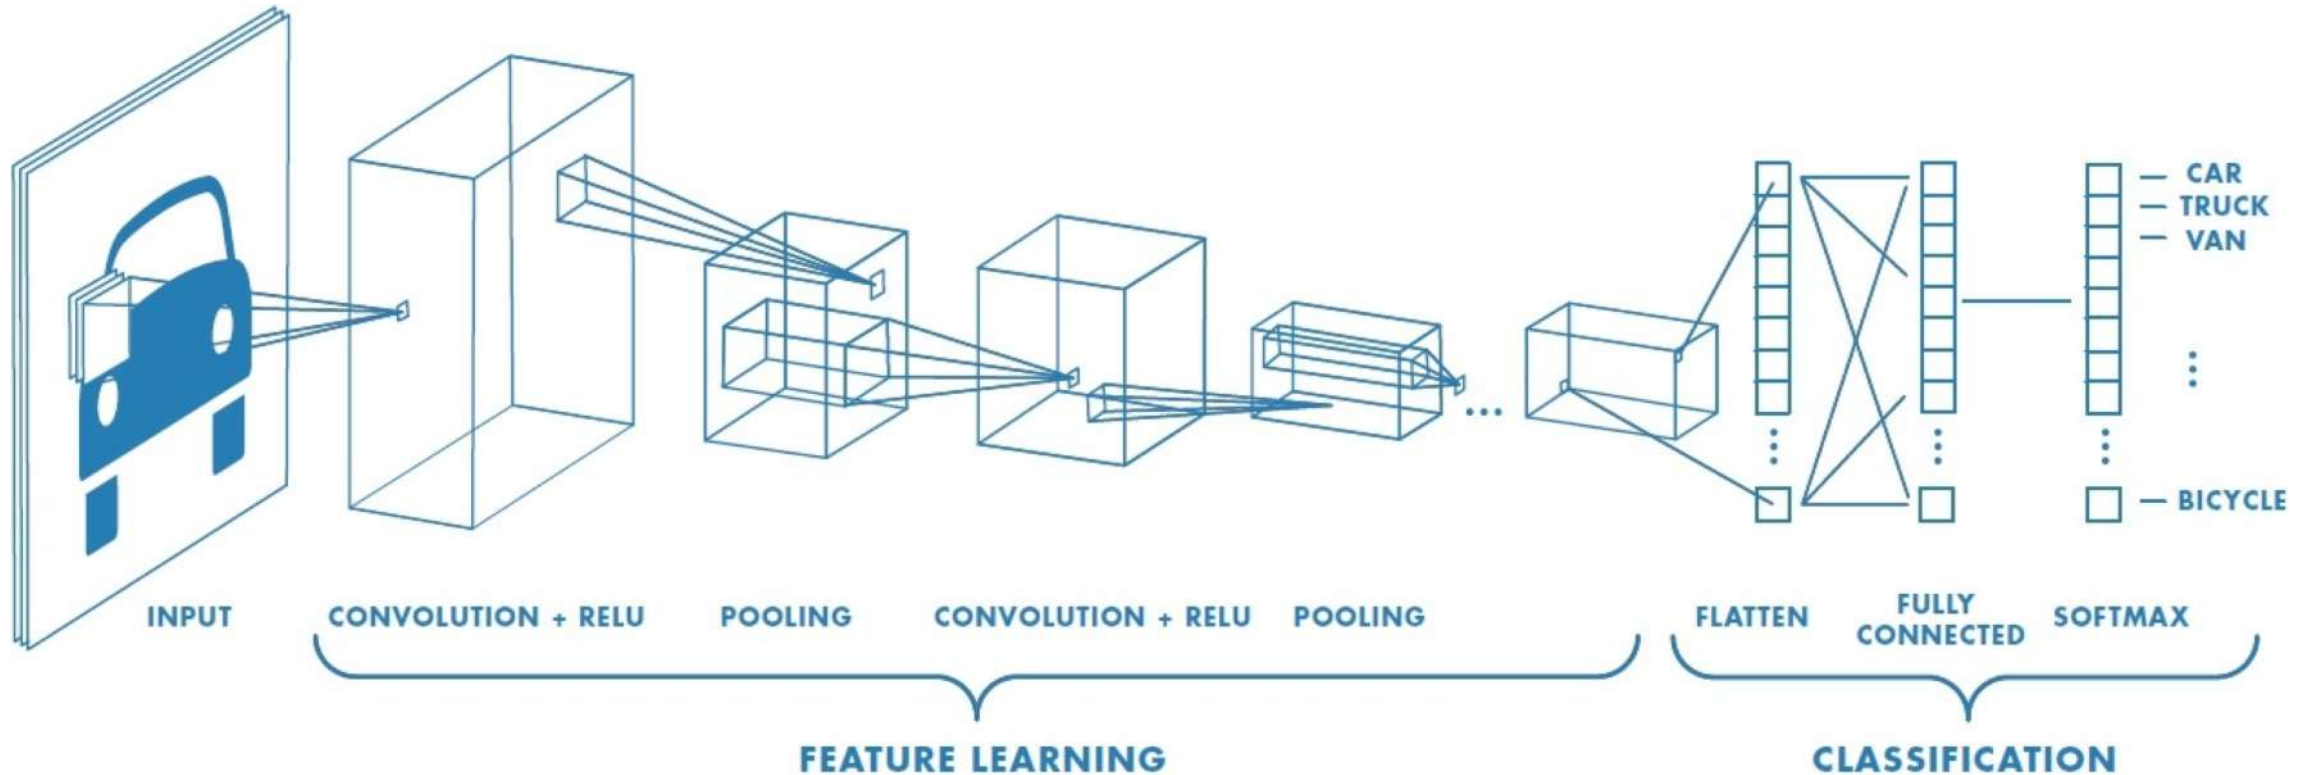 CAR
TRUCK
VAN
BICYCLE
INPUT
CONVOLUTION + RELU
POOLING
CONVOLUTION + RELU
POOLING
FLATTEN
FULLY
CONNECTED
SOFTMAX
FEATURE LEARNING
CLASSIFICATION